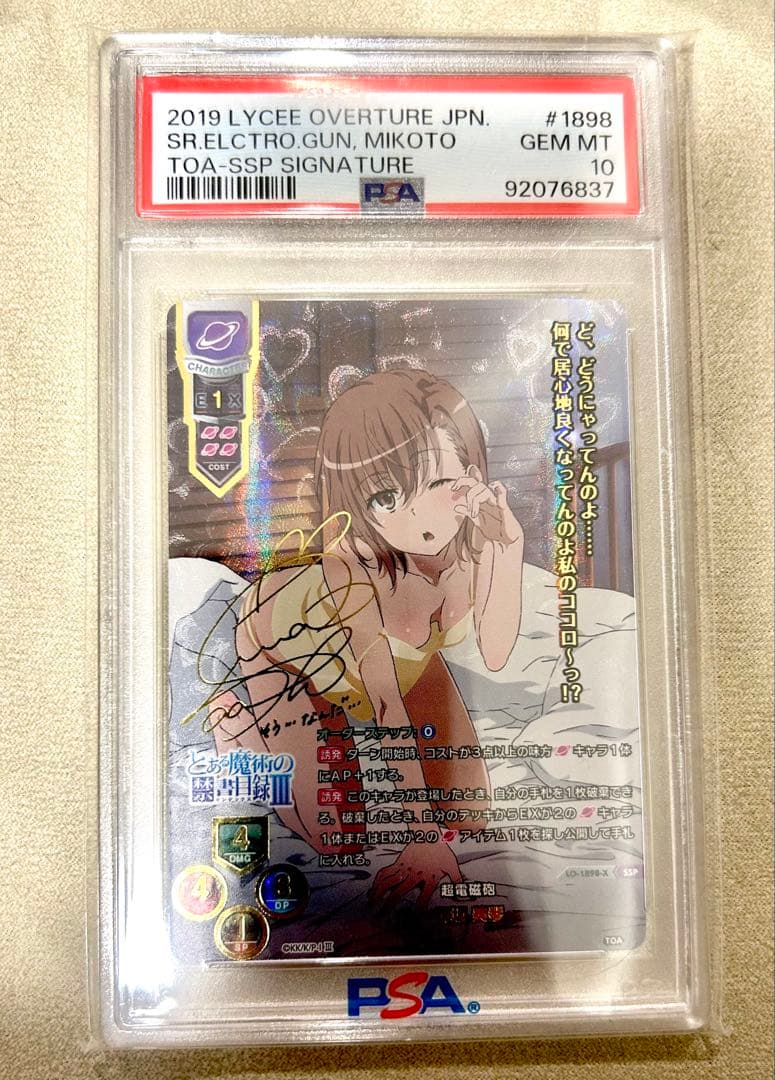 2019 LYCEE OVERTURE JPN. #1898
SR.ELCTRO.GUN, MIKOTO GEM MT
TOA-SSP SIGNATURE 10
PSA 92076837
CHARACTER
E 1 X
COST
ど、どうにゃってんのよ……
何で居心地良くなってんのよ私のココロ〜っ!?
もう…なんだ…
オーダーステップ:0
誘発 ターン開始時、コストが3点以上の味方キャラ1体
にAP+1する。
誘発 このキャラが登場したとき、自分の手札を1枚破棄でき
る。破棄したとき、自分のデッキからEXが2のキャラ
1体またはEXが2のアイテム1枚を探し公開して手札
に入れる。
とある魔術の
禁書目録III
4
DMG
4
3
DP
1
SP
LO-1898-X SSP
超電磁砲
©KK/K/P-I III
TOA
PSA®